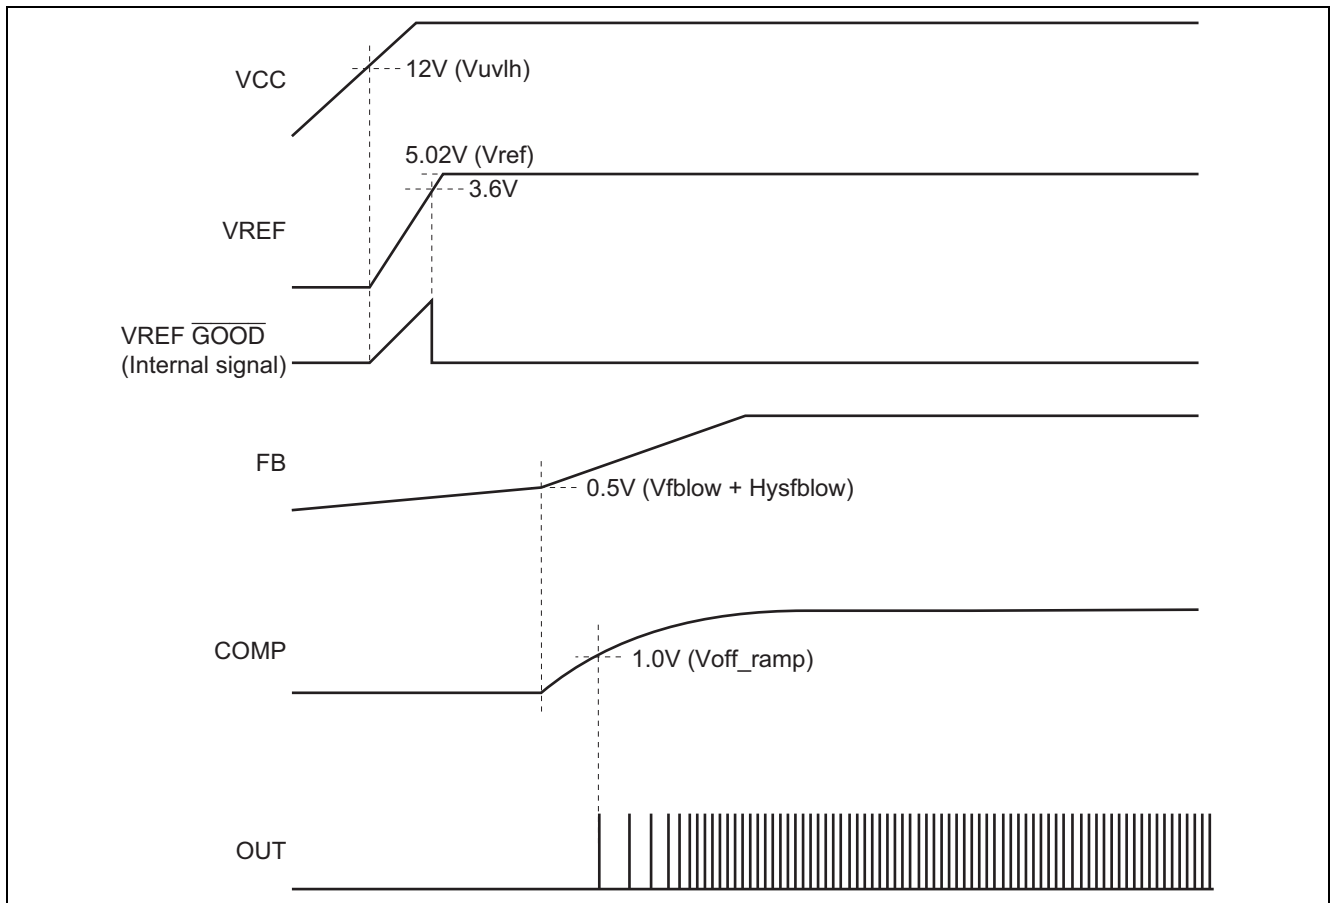 12V (Vuvlh)
VCC
5.02V (Vref)
3.6V
VREF
VREF GOOD
(Internal signal)
FB
0.5V (Vfblow + Hysfblow)
COMP
1.0V (Voff_ramp)
OUT